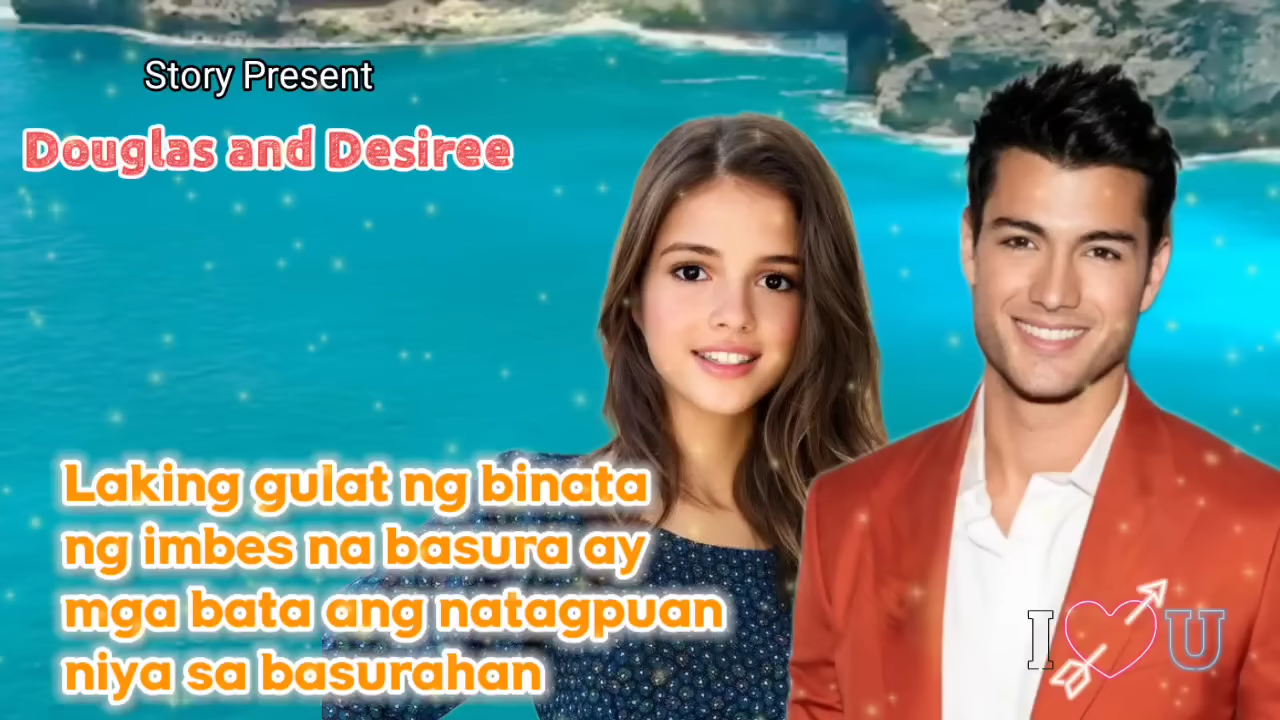 Story Present
Douglas and Desiree
Laking gulat ng binata
ng imbes na basura ay
mga bata ang natagpuan
niya sa basurahan
I U